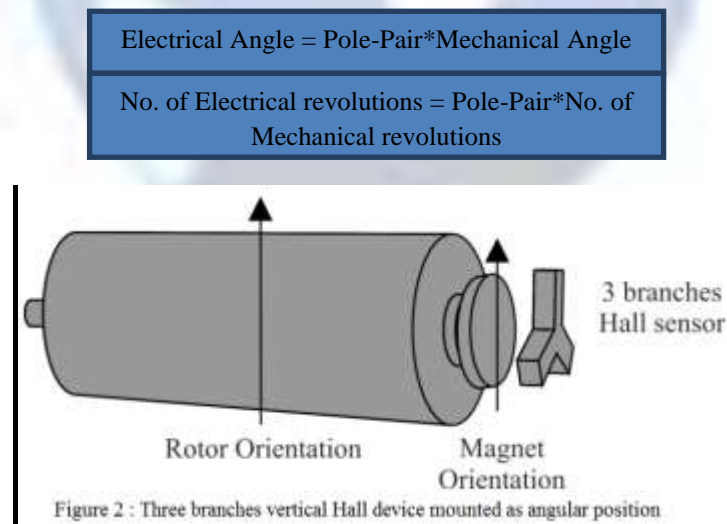 Electrical Angle = Pole-Pair*Mechanical Angle
No. of Electrical revolutions = Pole-Pair*No. of
Mechanical revolutions
3 branches
Hall sensor
Rotor Orientation
Magnet
Orientation
Figure 2 : Three branches vertical Hall device mounted as angular position